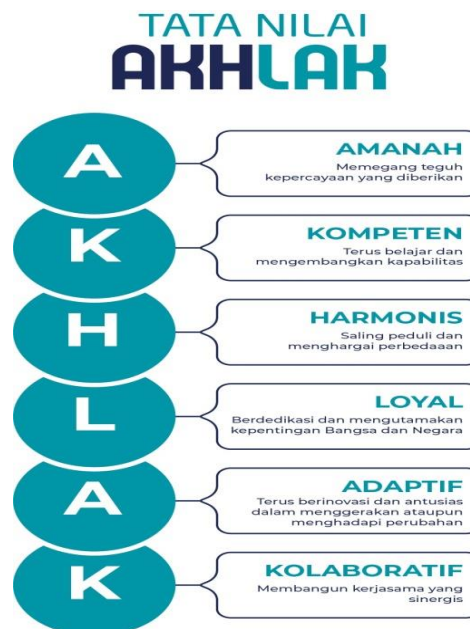 TATA NILAI
AKHLAK
A
AMANAH
Memegang teguh
kepercayaan yang diberikan
K
KOMPETEN
Terus belajar dan
mengembangkan kapabilitas
H
HARMONIS
Saling peduli dan
menghargai perbedaaan
L
LOYAL
Berdedikasi dan mengutamakan
kepentingan Bangsa dan Negara
A
ADAPTIF
Terus berinovasi dan antusias
dalam menggerakan ataupun
menghadapi perubahan
K
KOLABORATIF
Membangun kerjasama yang
sinergis